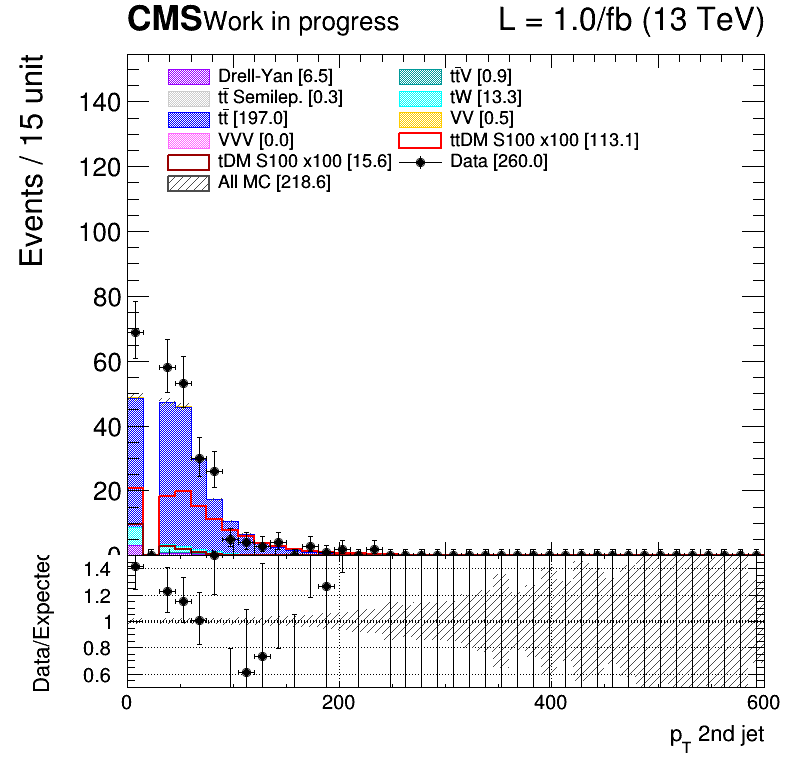 CMS Work in progress L = 1.0/fb (13 TeV)
Events / 15 unit
Drell-Yan [6.5] tt̄V [0.9]
tt̄ Semilep. [0.3] tW [13.3]
tt̄ [197.0] VV [0.5]
VVV [0.0] ttDM S100 x100 [113.1]
tDM S100 x100 [15.6] Data [260.0]
All MC [218.6]
140
120
100
80
60
40
20
0
Data/Expected
1.4
1.2
1
0.8
0.6
0 200 400 600
p_T 2nd jet